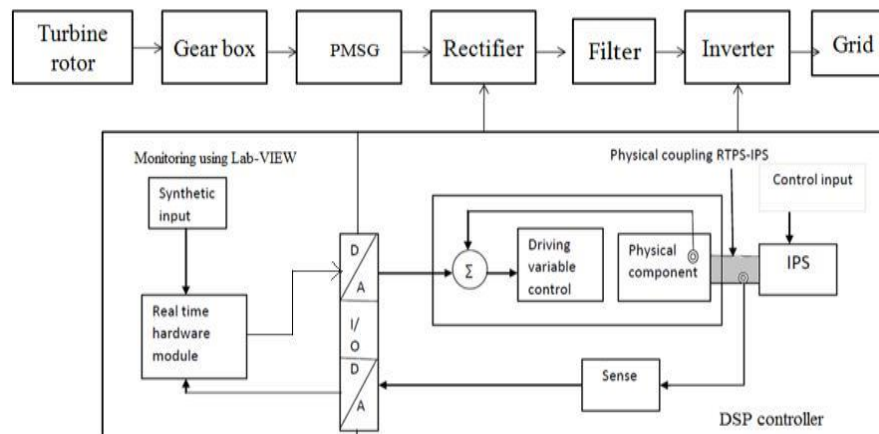 Turbine
rotor
Gear box
PMSG
Rectifier
Filter
Inverter
Grid
Monitoring using Lab-VIEW
Physical coupling RTPS-IPS
Synthetic
input
Control input
D
A
Σ
Driving
variable
control
Physical
component
IPS
Real time
hardware
module
I/
O
D
A
Sense
DSP controller